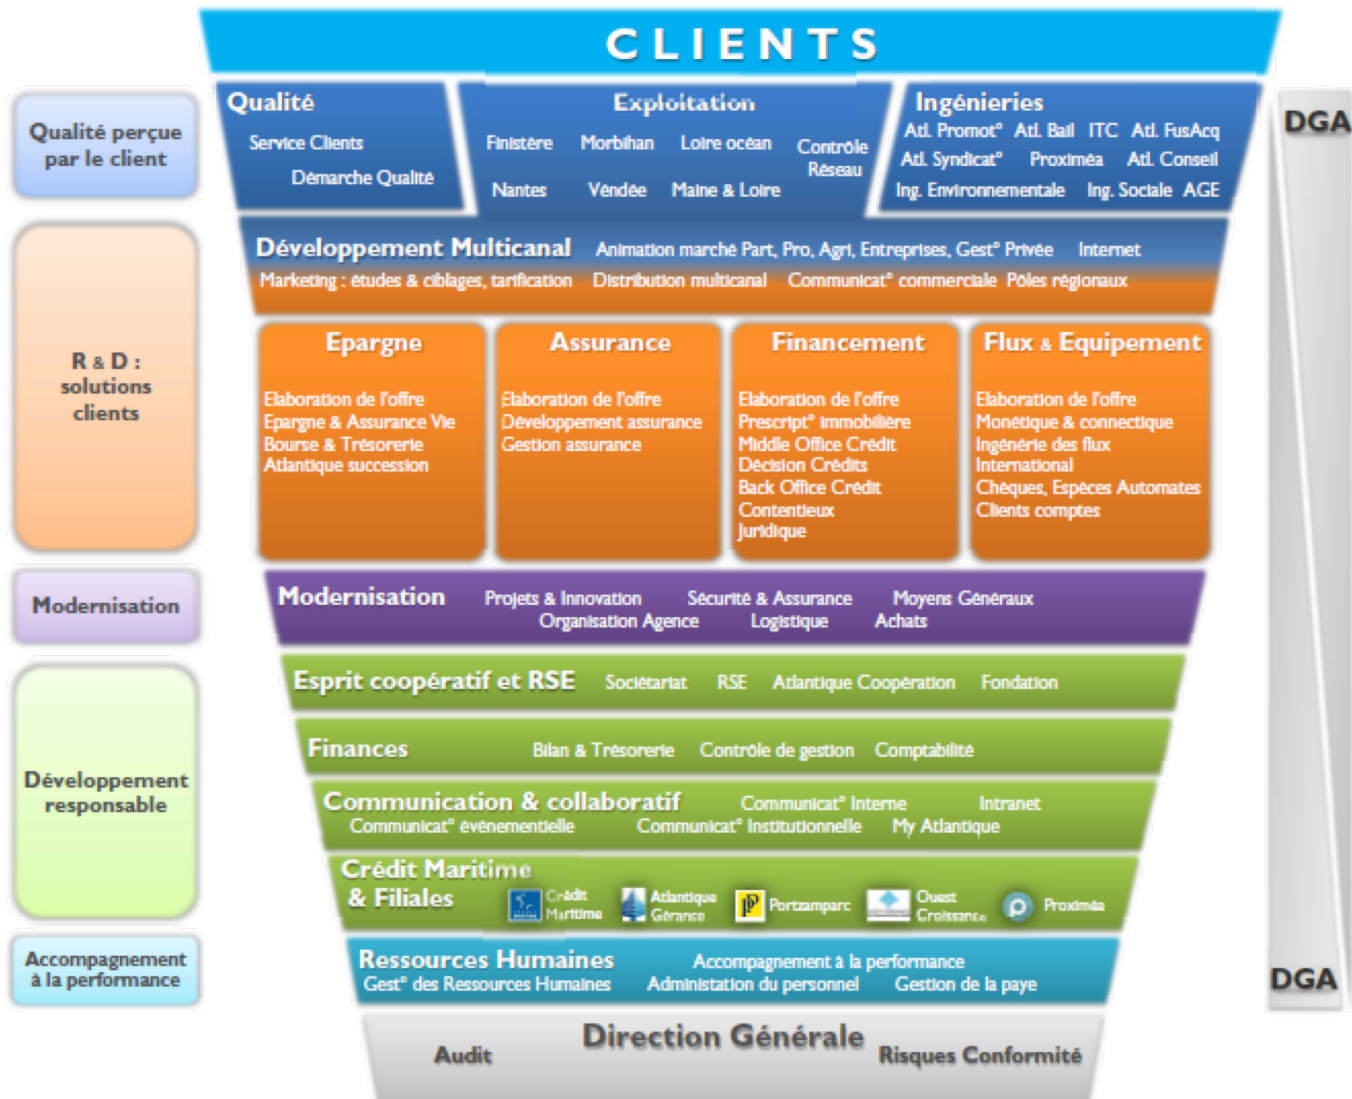 CLIENTS
Qualité perçue
par le client
Qualité
Service Clients
Démarche Qualité
Exploitation
Finistère Morbihan Loire océan Contrôle
Réseau
Nantes Véndée Maine & Loire
Ingénieries
Atl. Promot° Atl. Bail ITC Atl. FusAcq
Atl. Syndicat° Proximéa Atl. Conseil
Ing. Environnementale Ing. Sociale AGE
DGA
R & D :
solutions
clients
Développement Multicanal Animation marché Part, Pro, Agri, Entreprises, Gest° Privée Internet
Marketing : études & ciblages, tarification Distribution multicanal Communicat° commerciale Pôles régionaux
Epargne
Elaboration de l'offre
Epargne & Assurance Vie
Bourse & Trésorerie
Atlantique succession
Assurance
Elaboration de l'offre
Développement assurance
Gestion assurance
Financement
Elaboration de l'offre
Prescript° immobilière
Middle Office Crédit
Décision Crédits
Back Office Crédit
Contentieux
Juridique
Flux & Equipement
Elaboration de l'offre
Monétique & connectique
Ingénérie des flux
International
Chèques, Espèces Automates
Clients comptes
Modernisation
Modernisation Projets & Innovation Sécurité & Assurance Moyens Généraux
Organisation Agence Logistique Achats
Développement
responsable
Esprit coopératif et RSE Sociétariat RSE Atlantique Coopération Fondation
Finances Bilan & Trésorerie Contrôle de gestion Comptabilité
Communication & collaboratif Communicat° Interne Intranet
Communicat° événementielle Communicat° Institutionnelle My Atlantique
Crédit Maritime
& Filiales
Crédit
Maritime
Atlantique
Gérance
Portzamparc
Ouest
Croissance
Proximéa
Accompagnement
à la performance
Ressources Humaines Accompagnement à la performance
Gest° des Ressources Humaines Administation du personnel Gestion de la paye
DGA
Direction Générale
Audit Risques Conformité